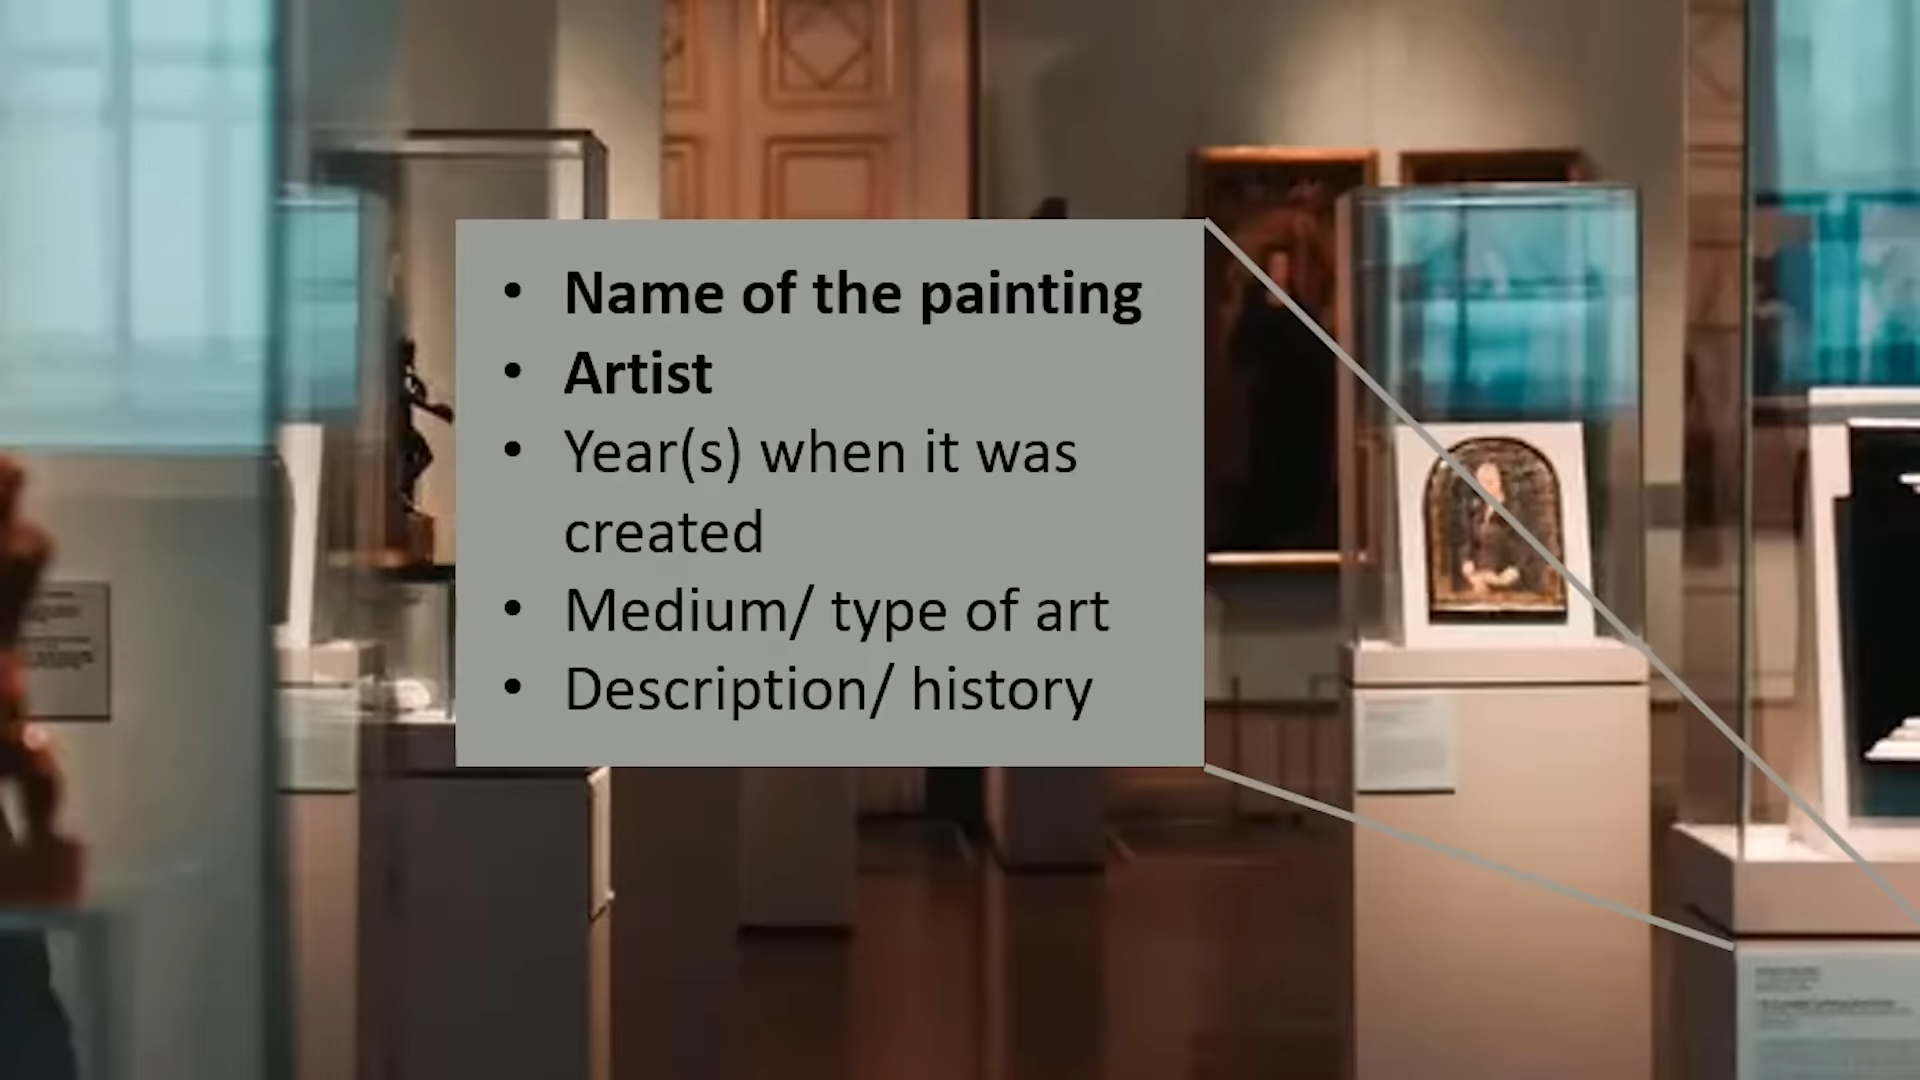 • Name of the painting
• Artist
• Year(s) when it was
created
• Medium/ type of art
• Description/ history